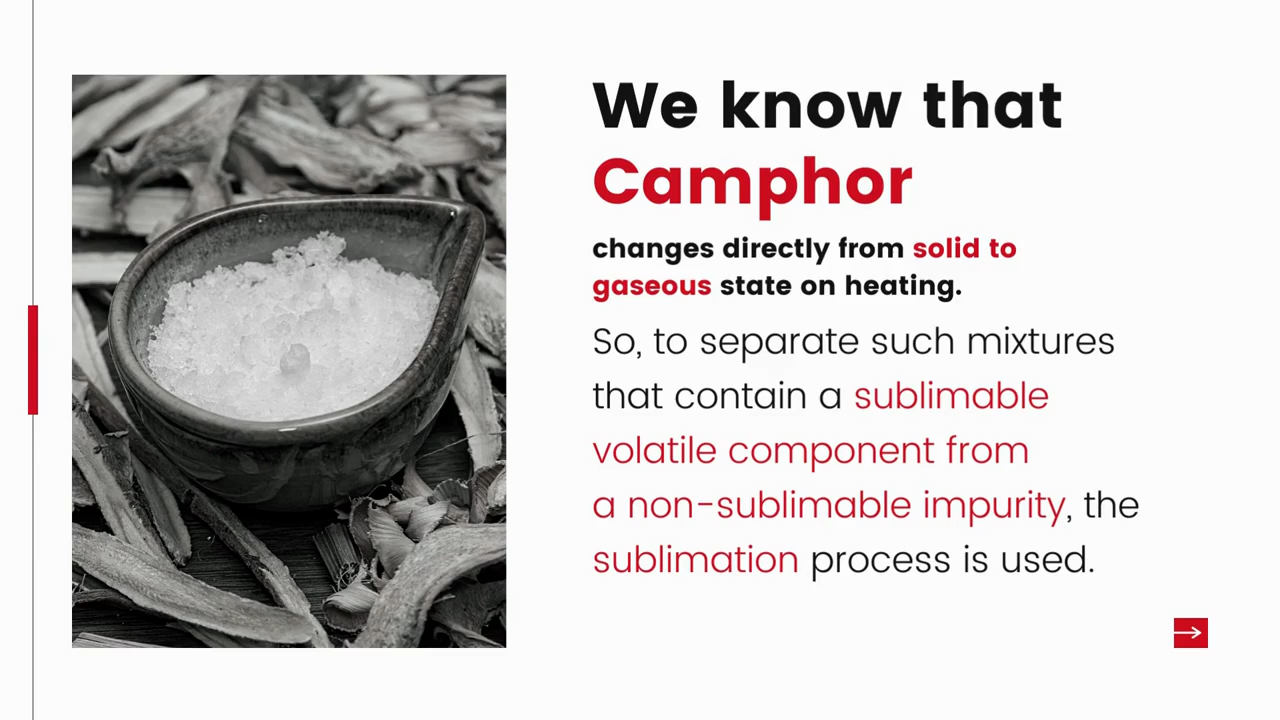 We know that
Camphor
changes directly from solid to
gaseous state on heating.
So, to separate such mixtures
that contain a sublimable
volatile component from
a non-sublimable impurity, the
sublimation process is used.